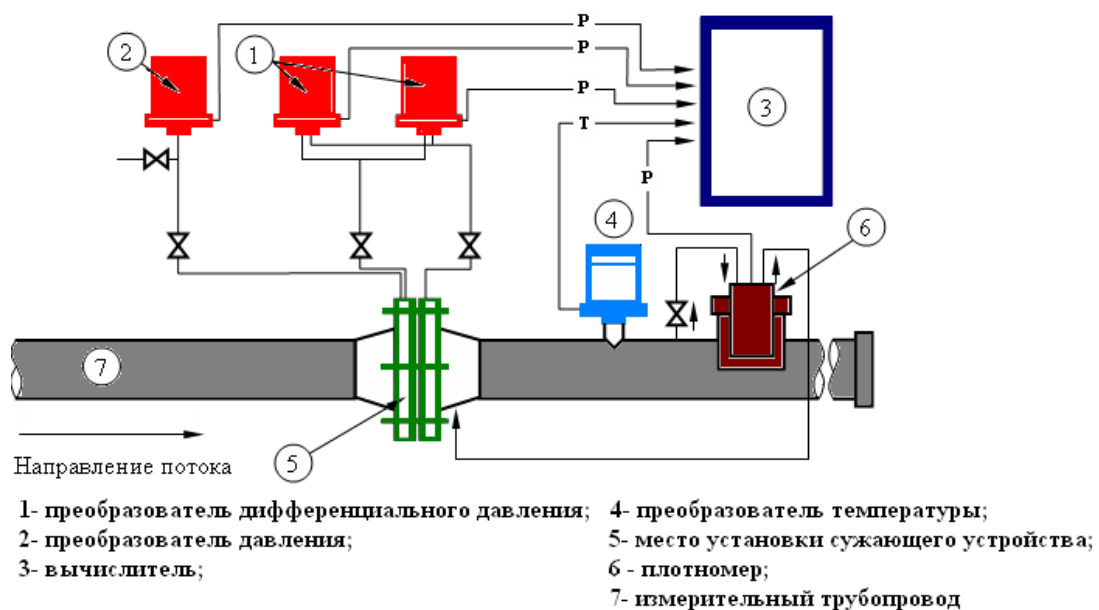 P
P
P
T
P
2
1
3
4
6
7
5
Направление потока
1- преобразователь дифференциального давления;
2- преобразователь давления;
3- вычислитель;
4- преобразователь температуры;
5- место установки сужающего устройства;
6 - плотномер;
7- измерительный трубопровод